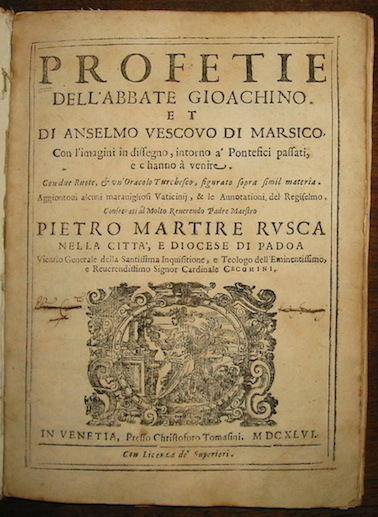 PROFETIE
DELL'ABBATE GIOACHINO.
ET
DI ANSELMO VESCOVO DI MARSICO,
Con l'imagini in dissegno, intorno a' Pontefici passati,
e c'hanno à venire.
Con due Ruote, & vn'Oracolo Turchesco, figurato sopra simil materia.
Aggiontoui alcuni marauigliosi Vaticinij, & le Annotationi, del Regiselmo.
Consecrati al Molto Reuerendo Padre Maestro
PIETRO MARTIRE RVSCA
NELLA CITTA', E DIOCESE DI PADOA
Vicario Generale della Santissima Inquisitione, e Teologo dell'Eminentissimo,
e Reuerendissimo Signor Cardinale
IN VENETIA, Presso Christoforo Tomasini. MDCXLVI.
Con Licenza de' Superiori.